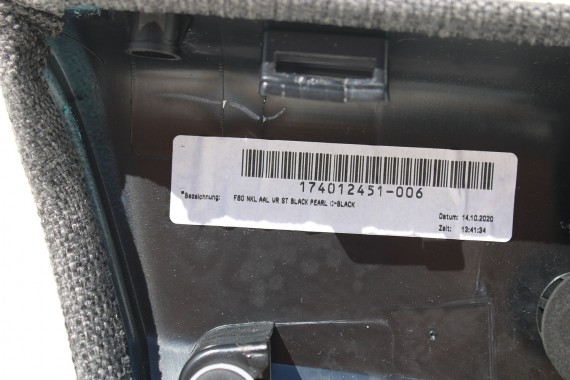 174012451-006
Bezeichnung: F60 NKL AAL VR ST BLACK PEARL C-BLACK
Datum: 14.10.2020
Zeit: 12:41:34